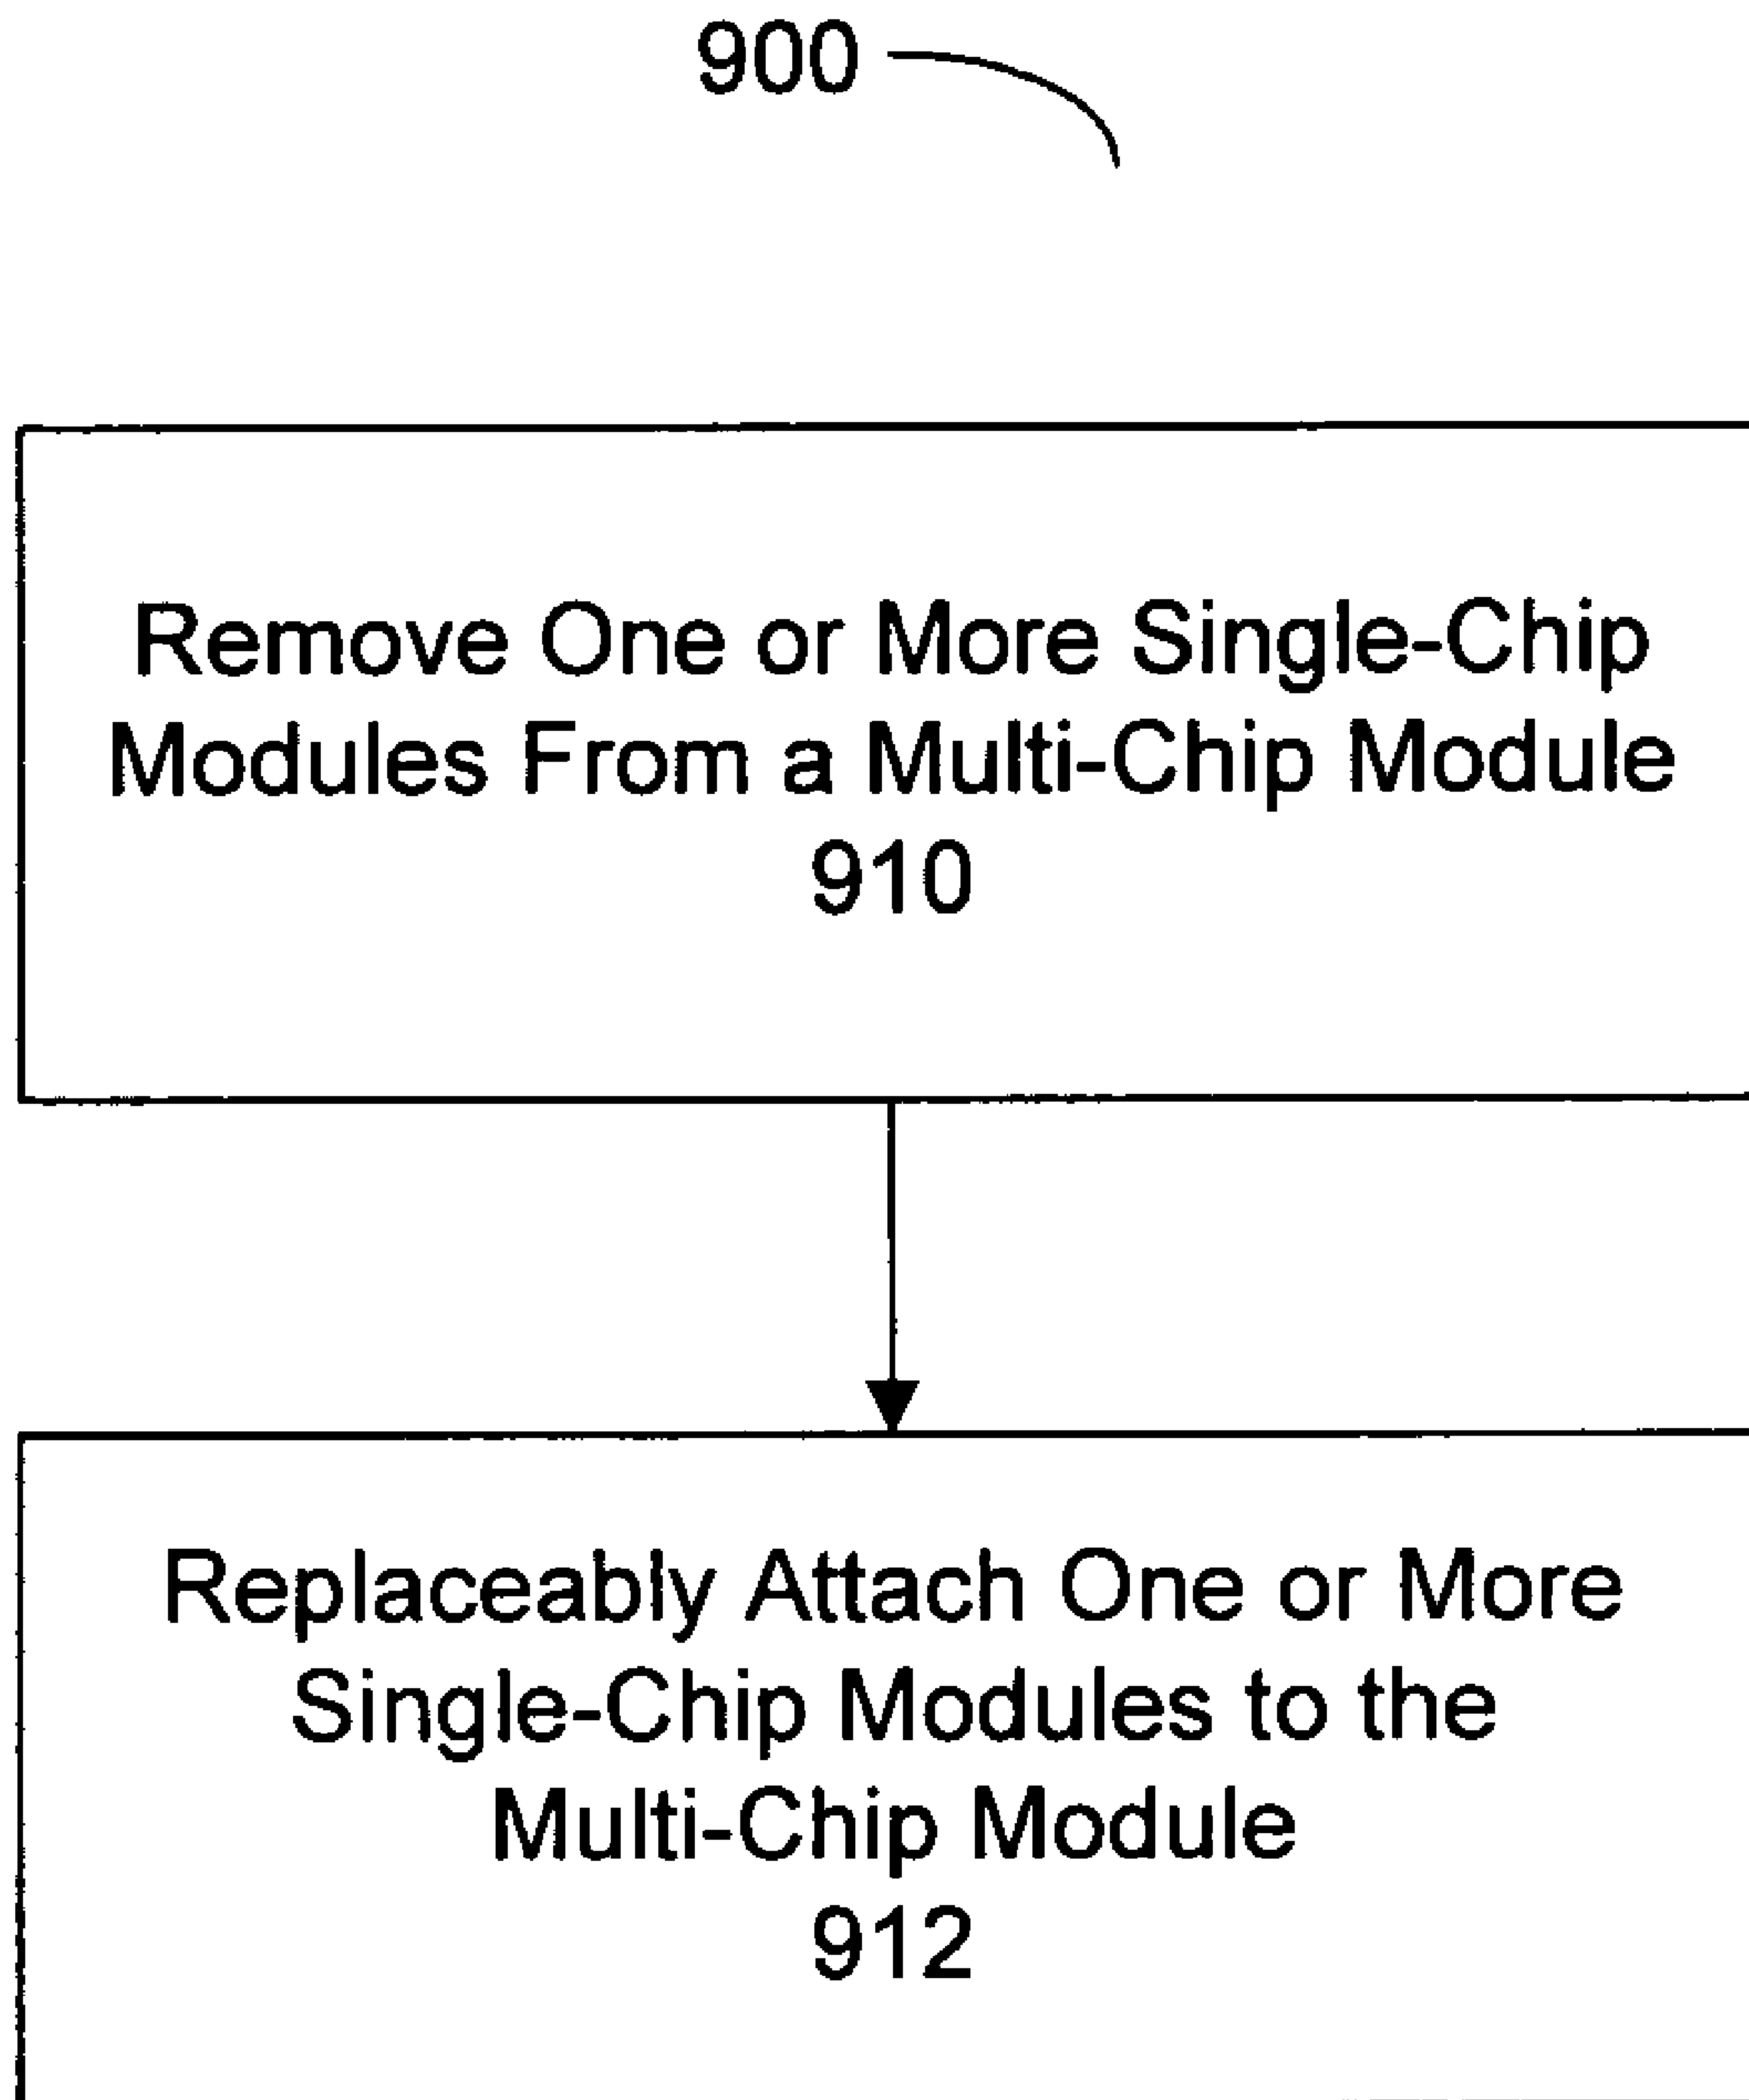 900
Remove One or More Single-Chip
Modules From a Multi-Chip Module
910
Replaceably Attach One or More
Single-Chip Modules to the
Multi-Chip Module
912